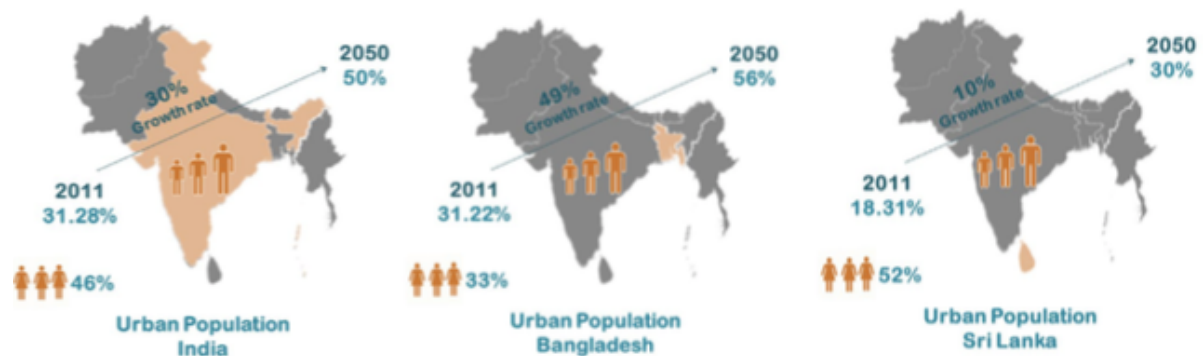 2050
50%
30%
Growth rate
2011
31.28%
46%
Urban Population
India
2050
56%
49%
Growth rate
2011
31.22%
33%
Urban Population
Bangladesh
2050
30%
10%
Growth rate
2011
18.31%
52%
Urban Population
Sri Lanka